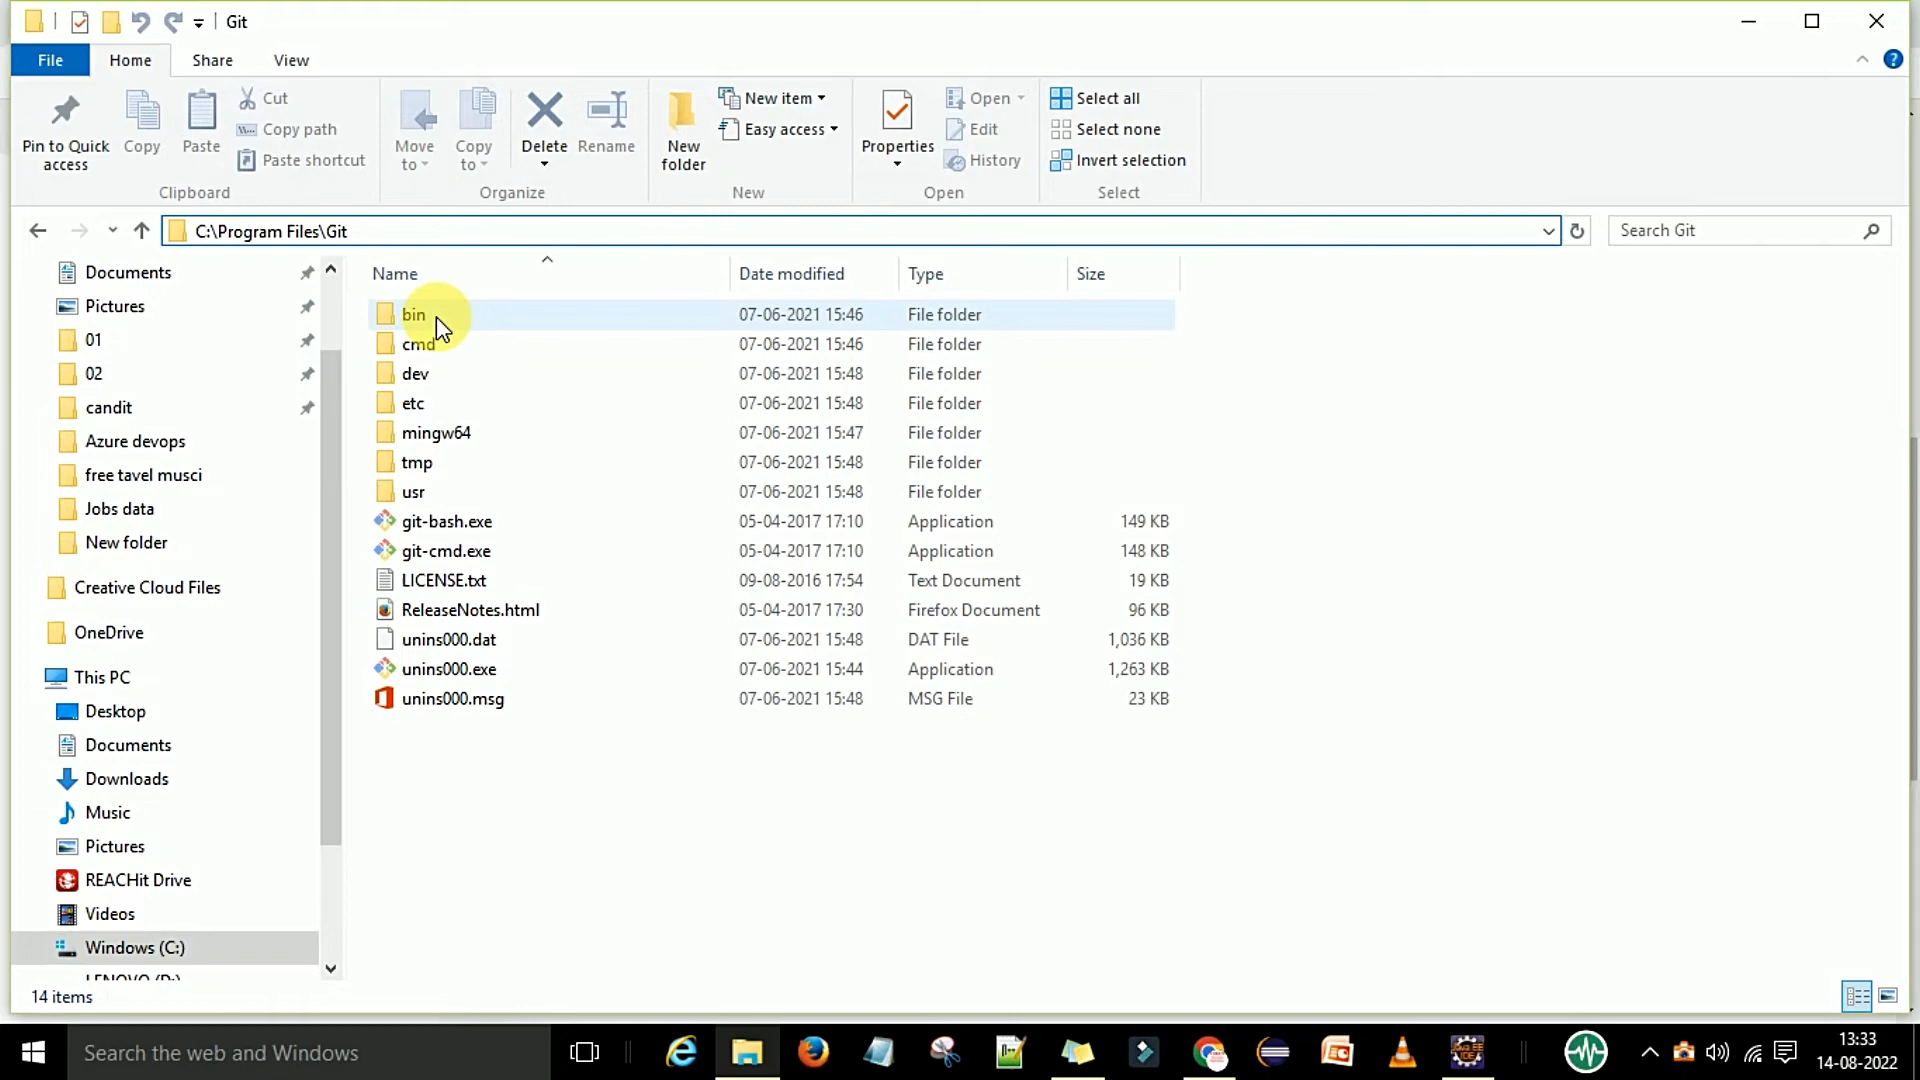 Git
File
Home
Share
View
Pin to Quick access
Copy
Paste
Cut
Copy path
Paste shortcut
Clipboard
Move to
Copy to
Delete
Rename
Organize
New folder
New item
Easy access
New
Properties
Open
Edit
History
Open
Select all
Select none
Invert selection
Select
C:\Program Files\Git
Search Git
Documents
Pictures
01
02
candit
Azure devops
free tavel musci
Jobs data
New folder
Creative Cloud Files
OneDrive
This PC
Desktop
Documents
Downloads
Music
Pictures
REACHit Drive
Videos
Windows (C:)
LENOVO (D:)
Name Date modified Type Size
bin 07-06-2021 15:46 File folder
cmd 07-06-2021 15:46 File folder
dev 07-06-2021 15:48 File folder
etc 07-06-2021 15:48 File folder
mingw64 07-06-2021 15:47 File folder
tmp 07-06-2021 15:48 File folder
usr 07-06-2021 15:48 File folder
git-bash.exe 05-04-2017 17:10 Application 149 KB
git-cmd.exe 05-04-2017 17:10 Application 148 KB
LICENSE.txt 09-08-2016 17:54 Text Document 19 KB
ReleaseNotes.html 05-04-2017 17:30 Firefox Document 96 KB
unins000.dat 07-06-2021 15:48 DAT File 1,036 KB
unins000.exe 07-06-2021 15:44 Application 1,263 KB
unins000.msg 07-06-2021 15:48 MSG File 23 KB
14 items
Search the web and Windows
13:33
14-08-2022